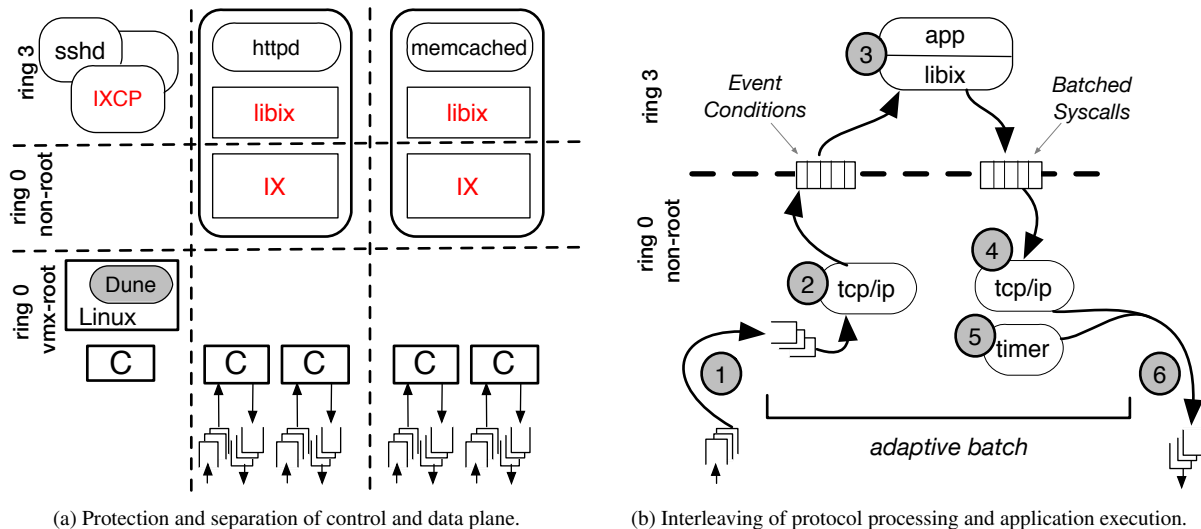 ring 3
ring 0
non-root
ring 0
vmx-root
sshd
IXCP
httpd
libix
IX
memcached
libix
IX
Dune
Linux
C
C
C
C
C
(a) Protection and separation of control and data plane.
ring 3
ring 0
non-root
Event
Conditions
3
app
libix
Batched
Syscalls
2
tcp/ip
4
tcp/ip
5
timer
1
6
adaptive batch
(b) Interleaving of protocol processing and application execution.